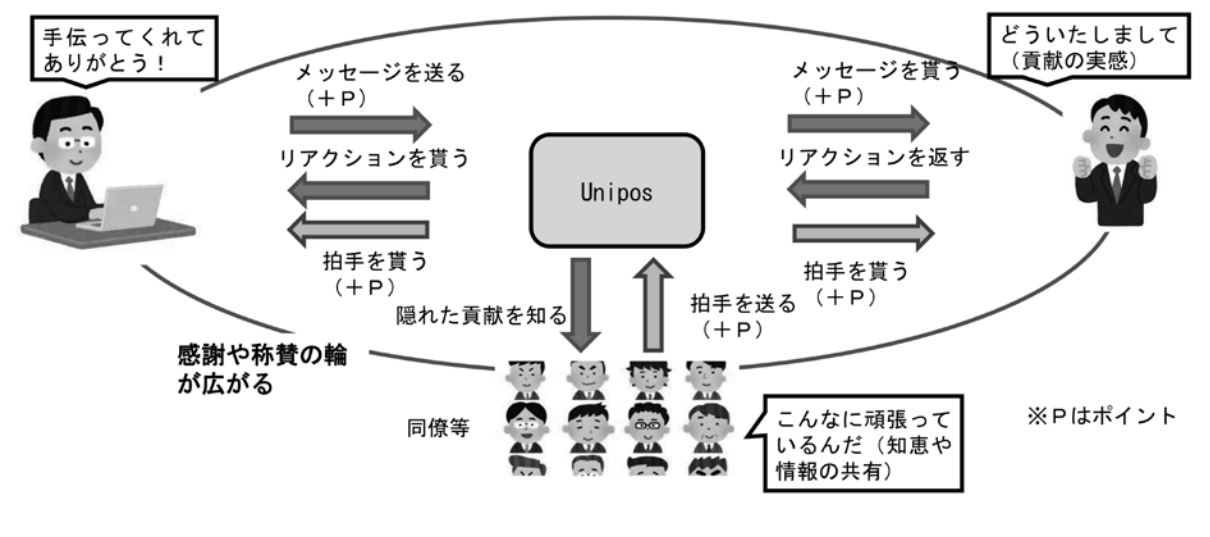 手伝ってくれて
ありがとう！
どういたしまして
（貢献の実感）
メッセージを送る
（＋Ｐ）
メッセージを貰う
（＋Ｐ）
リアクションを貰う
リアクションを返す
Unipos
拍手を貰う
（＋Ｐ）
拍手を貰う
（＋Ｐ）
隠れた貢献を知る
拍手を送る
（＋Ｐ）
感謝や称賛の輪
が広がる
同僚等
こんなに頑張って
いるんだ（知恵や
情報の共有）
※Ｐはポイント